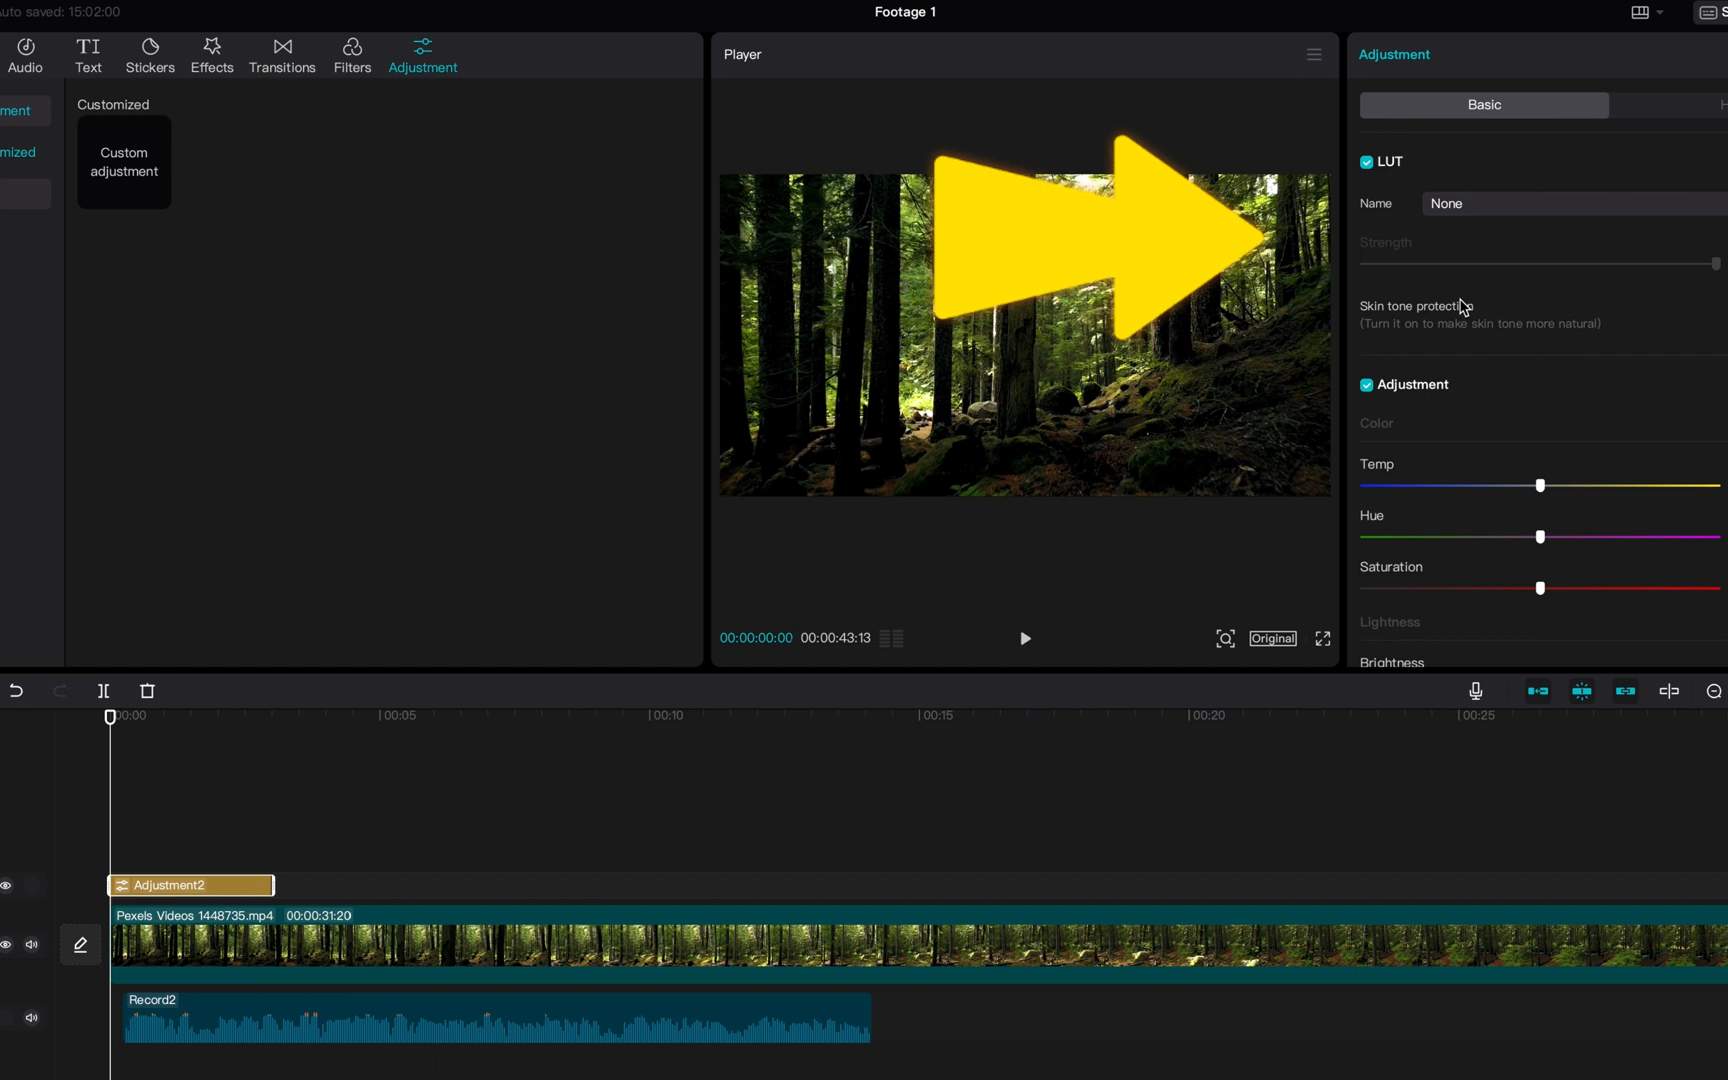 uto saved: 15:02:00
Footage 1
S
Audio
Text
Stickers
Effects
Transitions
Filters
Adjustment
ment
mized
Customized
Custom
adjustment
Player
00:00:00:00 00:00:43:13
Original
Adjustment
Basic
H
LUT
Name
None
Strength
Skin tone protection
(Turn it on to make skin tone more natural)
Adjustment
Color
Temp
Hue
Saturation
Lightness
Brightness
00:00
00:05
00:10
00:15
00:20
00:25
Adjustment2
Pexels Videos 1448735.mp4 00:00:31:20
Record2